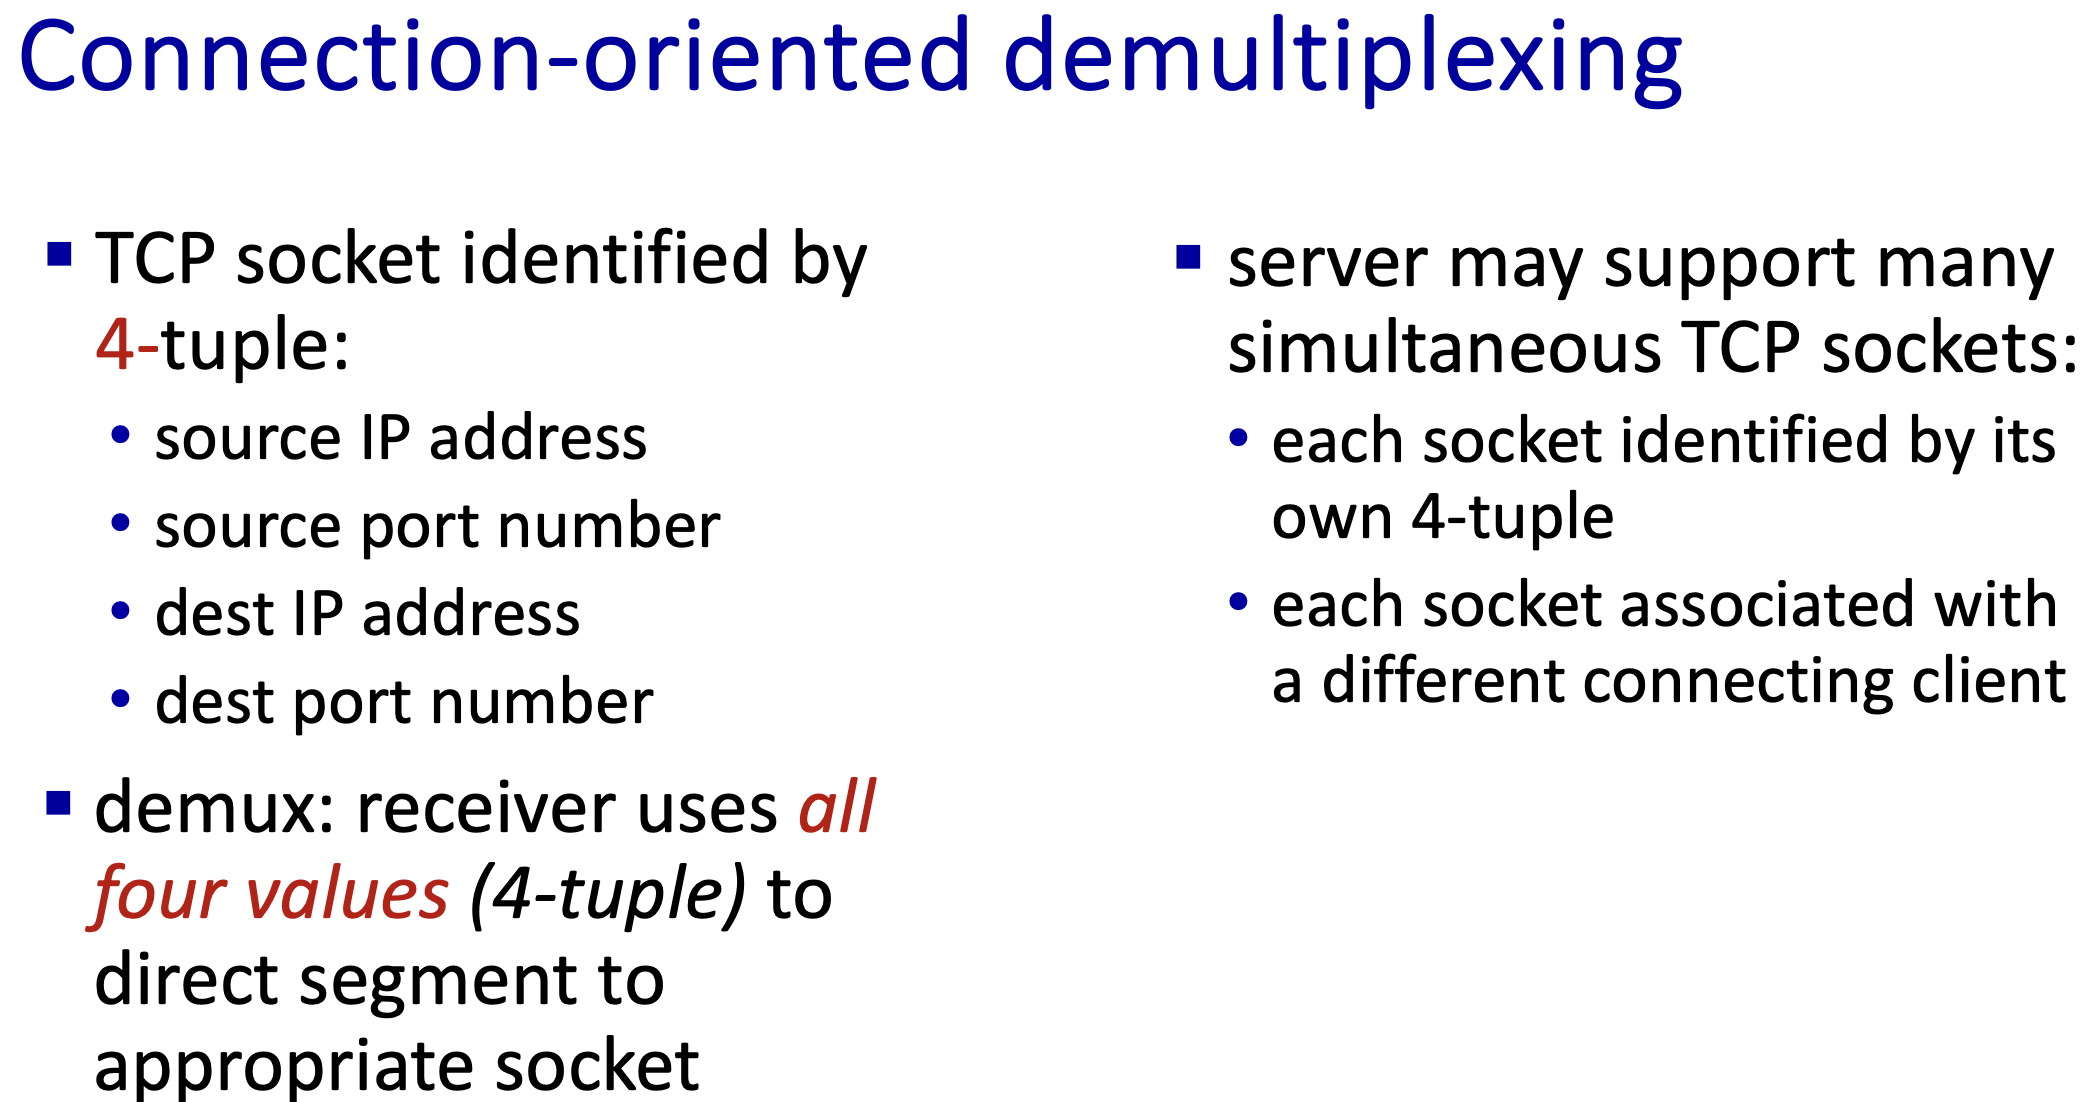 Connection-oriented demultiplexing
▪ TCP socket identified by
4-tuple:
• source IP address
• source port number
• dest IP address
• dest port number
▪ demux: receiver uses all
four values (4-tuple) to
direct segment to
appropriate socket
▪ server may support many
simultaneous TCP sockets:
• each socket identified by its
own 4-tuple
• each socket associated with
a different connecting client